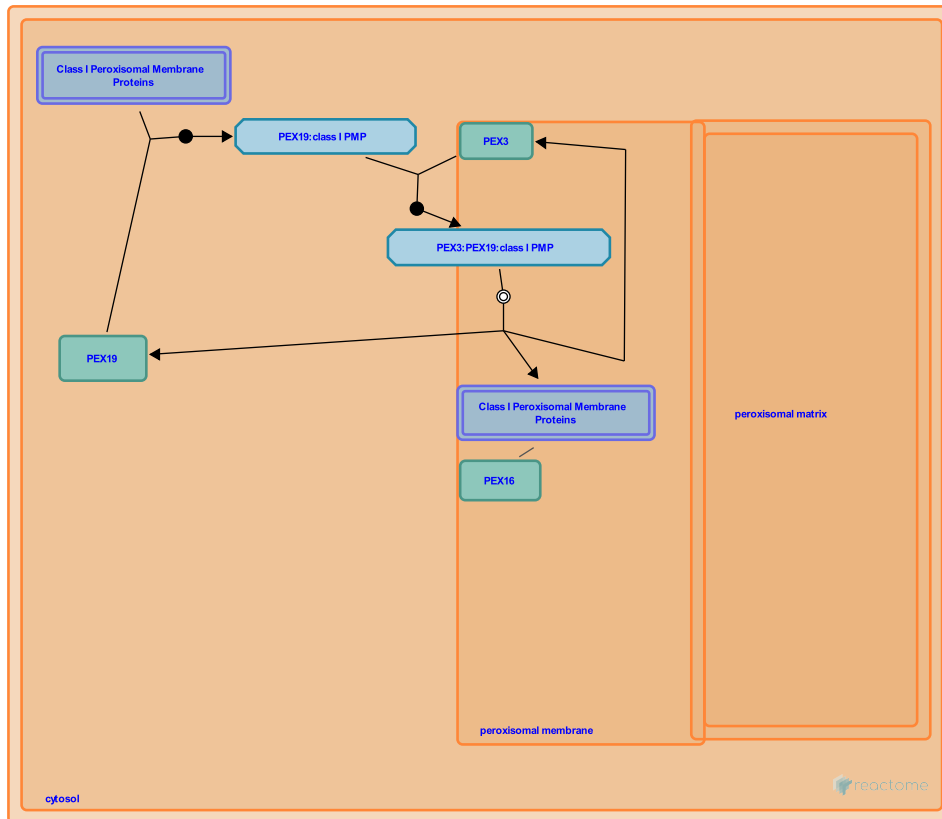 Class I Peroxisomal Membrane
Proteins
PEX19:class I PMP
PEX3
PEX3:PEX19:class I PMP
PEX19
Class I Peroxisomal Membrane
Proteins
peroxisomal matrix
PEX16
peroxisomal membrane
reactome
cytosol